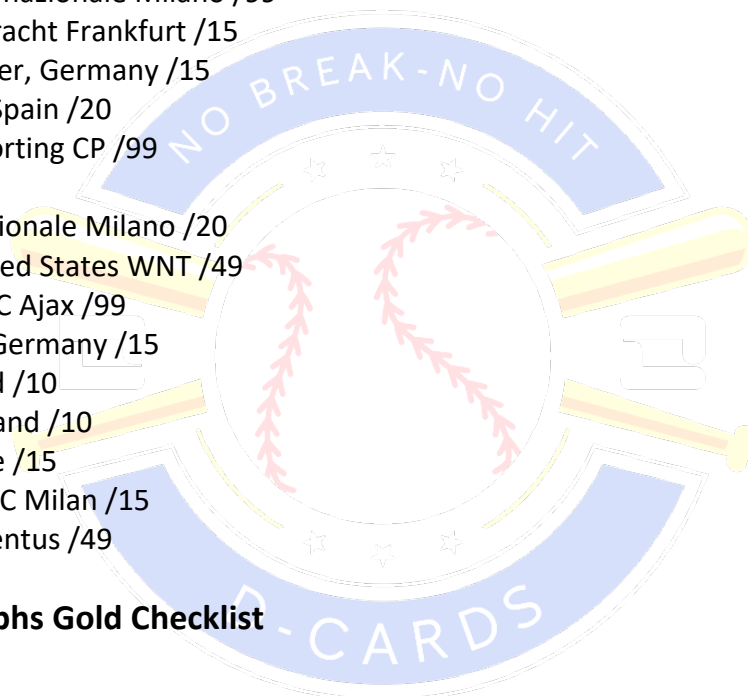 racht Frankfurt /15
er, Germany /15
Spain /20
orting CP /99
ionale Milano /20
ed States WNT /49
C Ajax /99
Germany /15
d /10
and /10
e /15
C Milan /15
entus /49
phs Gold Checklist
NO BREAK-NO HIT
D-CARDS